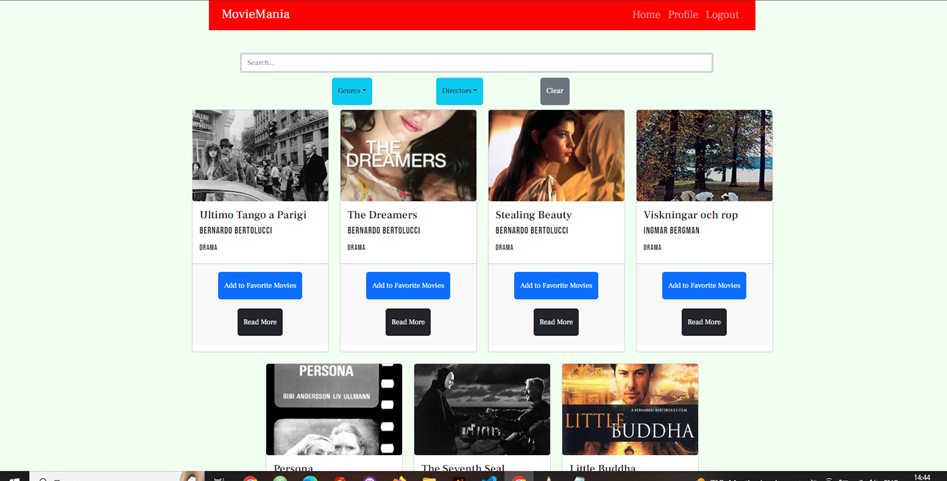 MovieMania
Home Profile Logout
Search...
Genres Directors Clear
THE
DREAMERS
Ultimo Tango a Parigi
BERNARDO BERTOLUCCI
DRAMA
Add to Favorite Movies
Read More
The Dreamers
BERNARDO BERTOLUCCI
DRAMA
Add to Favorite Movies
Read More
Stealing Beauty
BERNARDO BERTOLUCCI
DRAMA
Add to Favorite Movies
Read More
Viskningar och rop
INGMAR BERGMAN
DRAMA
Add to Favorite Movies
Read More
PERSONA
BIBI ANDERSSON LIV ULLMANN
Persona
The Seventh Seal
A BERNARDO BERTOLUCCI FILM
LITTLE
BUDDHA
Little Buddha
14:44